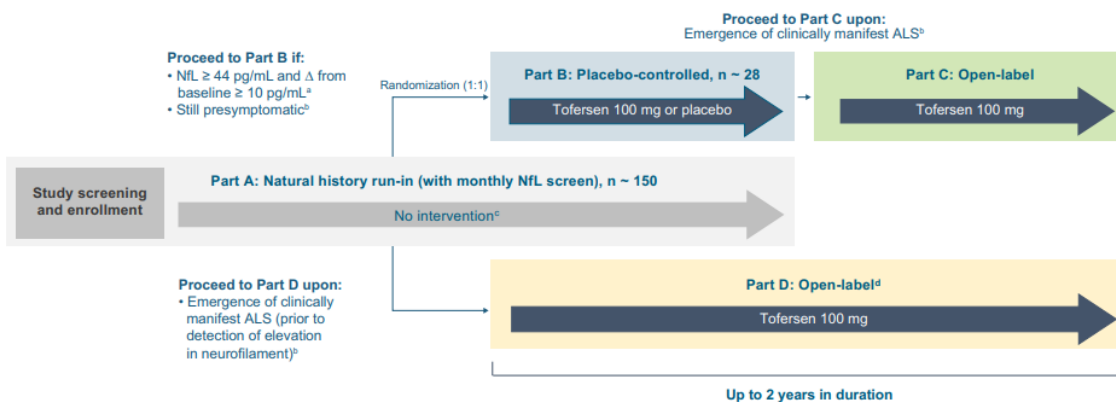 Proceed to Part C upon:
Emergence of clinically manifest ALSᵇ
Proceed to Part B if:
• NfL ≥ 44 pg/mL and Δ from
baseline ≥ 10 pg/mLᵃ
• Still presymptomaticᵇ
Randomization (1:1)
Part B: Placebo-controlled, n ~ 28
Tofersen 100 mg or placebo
Part C: Open-label
Tofersen 100 mg
Study screening
and enrollment
Part A: Natural history run-in (with monthly NfL screen), n ~ 150
No interventionᶜ
Proceed to Part D upon:
• Emergence of clinically
manifest ALS (prior to
detection of elevation
in neurofilament)ᵇ
Part D: Open-labelᵈ
Tofersen 100 mg
Up to 2 years in duration